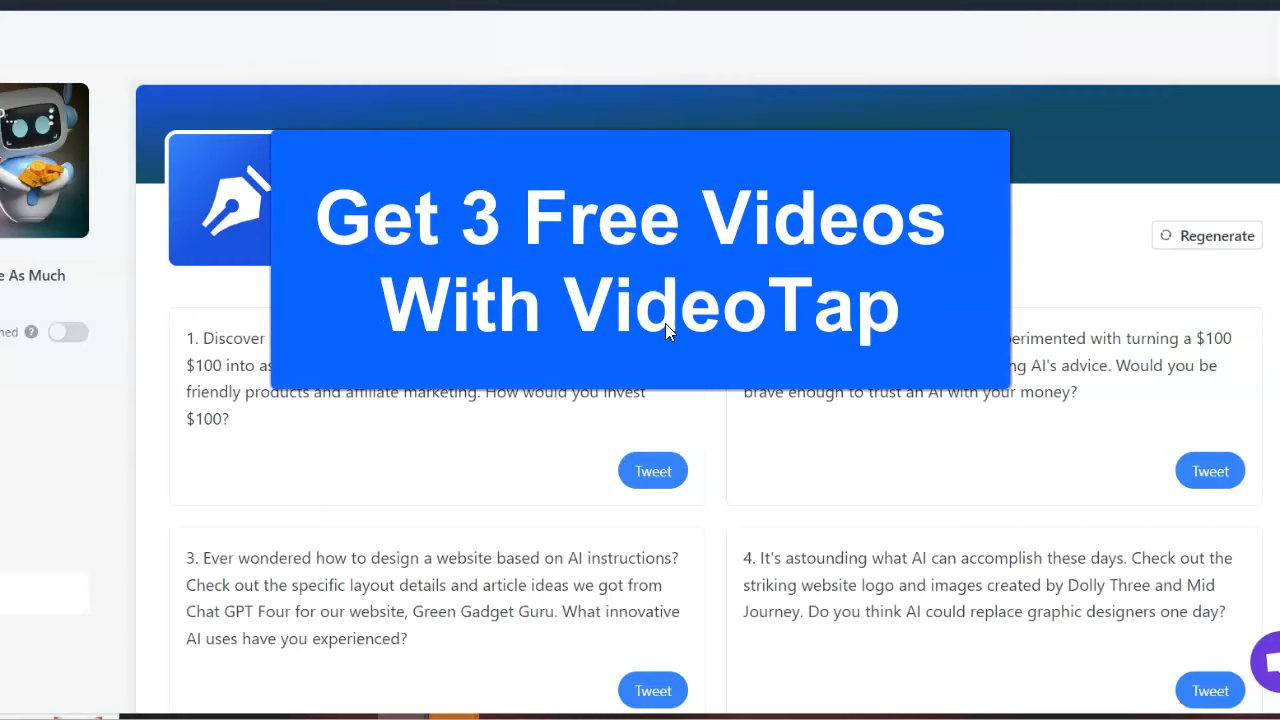 Get 3 Free Videos
With VideoTap
e As Much
ned ?
Regenerate
1. Discover
$100 into as
friendly products and affiliate marketing. How would you invest
$100?
Tweet
erimented with turning a $100
ng AI's advice. Would you be
brave enough to trust an AI with your money?
Tweet
3. Ever wondered how to design a website based on AI instructions?
Check out the specific layout details and article ideas we got from
Chat GPT Four for our website, Green Gadget Guru. What innovative
AI uses have you experienced?
Tweet
4. It's astounding what AI can accomplish these days. Check out the
striking website logo and images created by Dolly Three and Mid
Journey. Do you think AI could replace graphic designers one day?
Tweet